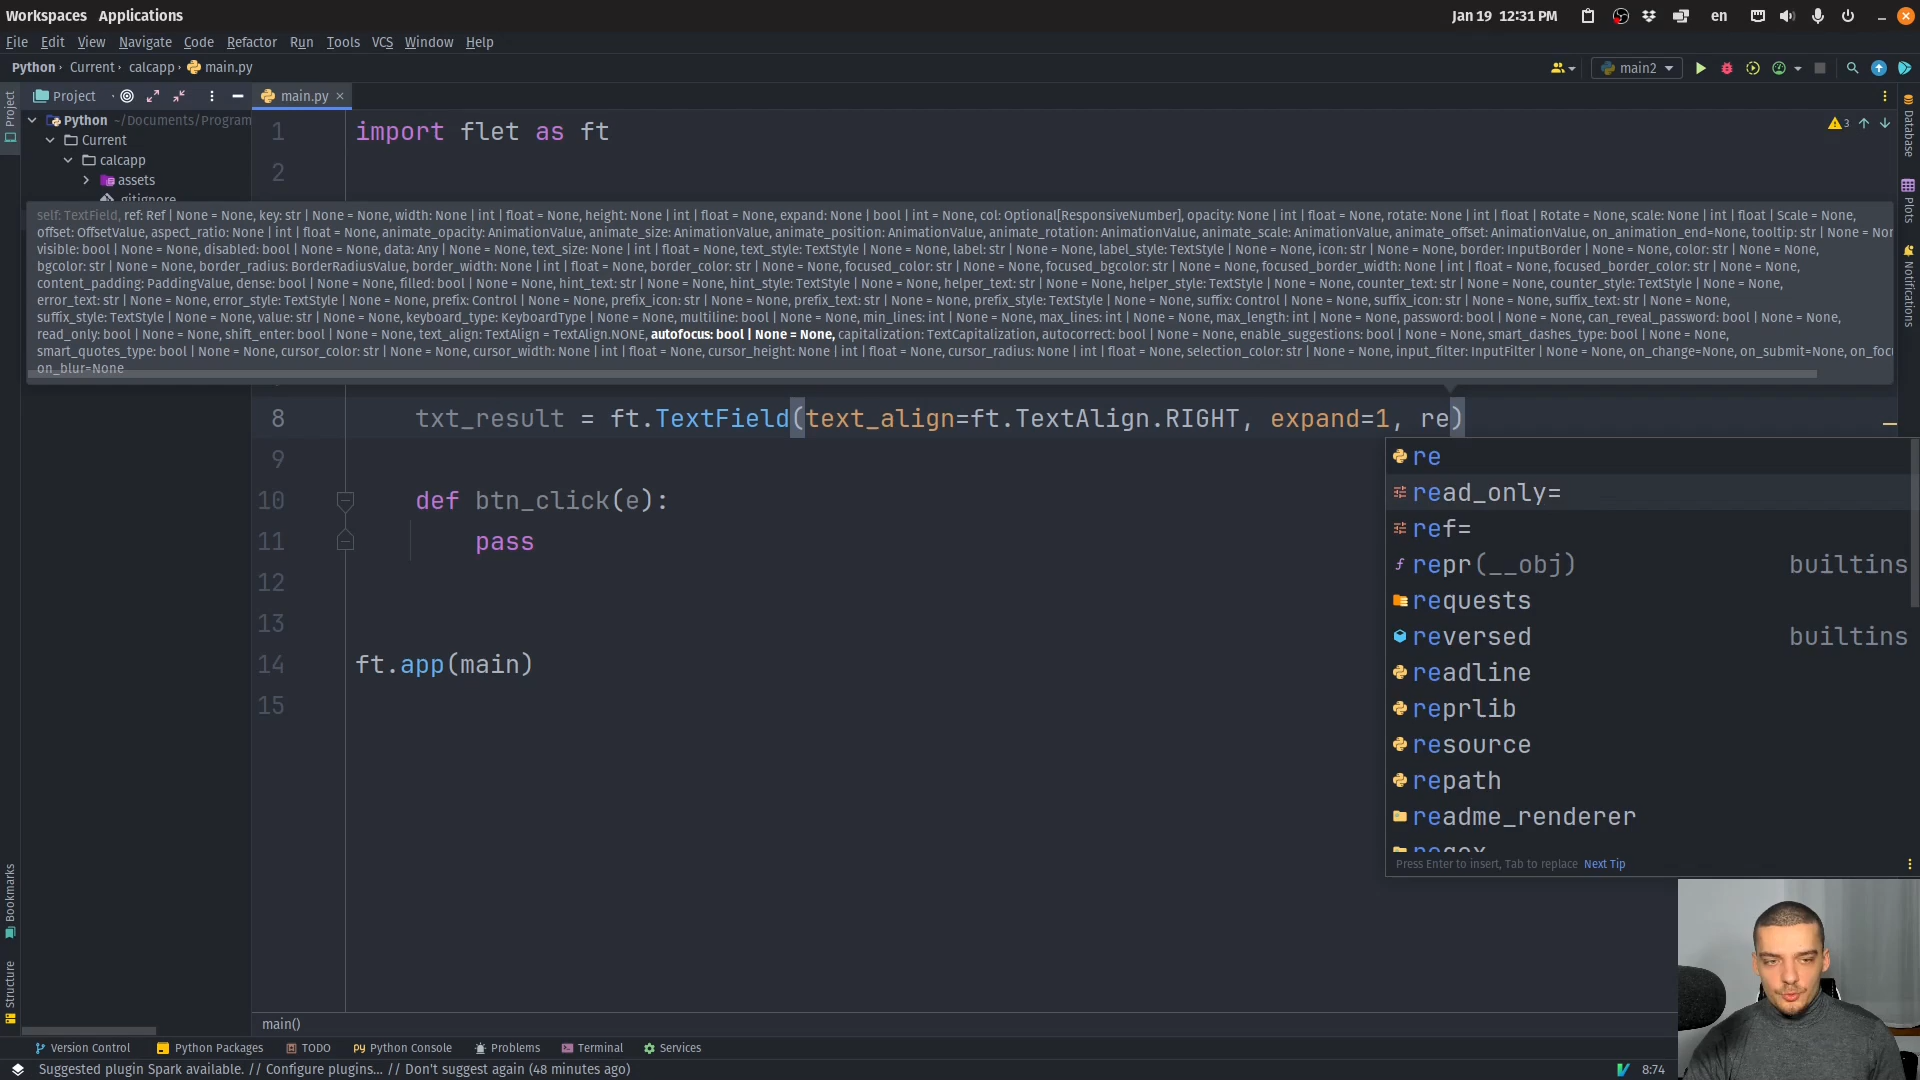 Workspaces Applications
Jan 19 12:31 PM
en
File Edit View Navigate Code Refactor Run Tools VCS Window Help
Python Current calcapp main.py
main2
Project
main.py
3
Python ~/Documents/Program
Current
calcapp
assets
.gitignore
1 import flet as ft
2
self: TextField, ref: Ref | None = None, key: str | None = None, width: None | int | float = None, height: None | int | float = None, expand: None | bool | int = None, col: Optional[ResponsiveNumber], opacity: None | int | float = None, rotate: None | int | float | Rotate = None, scale: None | int | float | Scale = None,
offset: OffsetValue, aspect_ratio: None | int | float = None, animate_opacity: AnimationValue, animate_size: AnimationValue, animate_position: AnimationValue, animate_rotation: AnimationValue, animate_scale: AnimationValue, animate_offset: AnimationValue, on_animation_end=None, tooltip: str | None = Non
visible: bool | None = None, disabled: bool | None = None, data: Any | None = None, text_size: None | int | float = None, text_style: TextStyle | None = None, label: str | None = None, label_style: TextStyle | None = None, icon: str | None = None, border: InputBorder | None = None, color: str | None = None,
bgcolor: str | None = None, border_radius: BorderRadiusValue, border_width: None | int | float = None, border_color: str | None = None, focused_color: str | None = None, focused_bgcolor: str | None = None, focused_border_width: None | int | float = None, focused_border_color: str | None = None,
content_padding: PaddingValue, dense: bool | None = None, filled: bool | None = None, hint_text: str | None = None, hint_style: TextStyle | None = None, helper_text: str | None = None, helper_style: TextStyle | None = None, counter_text: str | None = None, counter_style: TextStyle | None = None,
error_text: str | None = None, error_style: TextStyle | None = None, prefix: Control | None = None, prefix_icon: str | None = None, prefix_text: str | None = None, prefix_style: TextStyle | None = None, suffix: Control | None = None, suffix_icon: str | None = None, suffix_text: str | None = None,
suffix_style: TextStyle | None = None, value: str | None = None, keyboard_type: KeyboardType | None = None, multiline: bool | None = None, min_lines: int | None = None, max_lines: int | None = None, max_length: int | None = None, password: bool | None = None, can_reveal_password: bool | None = None,
read_only: bool | None = None, shift_enter: bool | None = None, text_align: TextAlign = TextAlign.NONE, autofocus: bool | None = None, capitalization: TextCapitalization, autocorrect: bool | None = None, enable_suggestions: bool | None = None, smart_dashes_type: bool | None = None,
smart_quotes_type: bool | None = None, cursor_color: str | None = None, cursor_width: None | int | float = None, cursor_height: None | int | float = None, cursor_radius: None | int | float = None, selection_color: str | None = None, input_filter: InputFilter | None = None, on_change=None, on_submit=None, on_focu
on_blur=None
8 txt_result = ft.TextField(text_align=ft.TextAlign.RIGHT, expand=1, re)
9
10 def btn_click(e):
11 pass
12
13
14 ft.app(main)
15
re
read_only=
ref=
repr(__obj) builtins
requests
reversed builtins
readline
reprlib
resource
repath
readme_renderer
regex
Press Enter to insert, Tab to replace Next Tip
Project
Bookmarks
Structure
Database
Plots
Notifications
main()
Version Control Python Packages TODO Python Console Problems Terminal Services
Suggested plugin Spark available. // Configure plugins... // Don't suggest again (48 minutes ago)
8:74